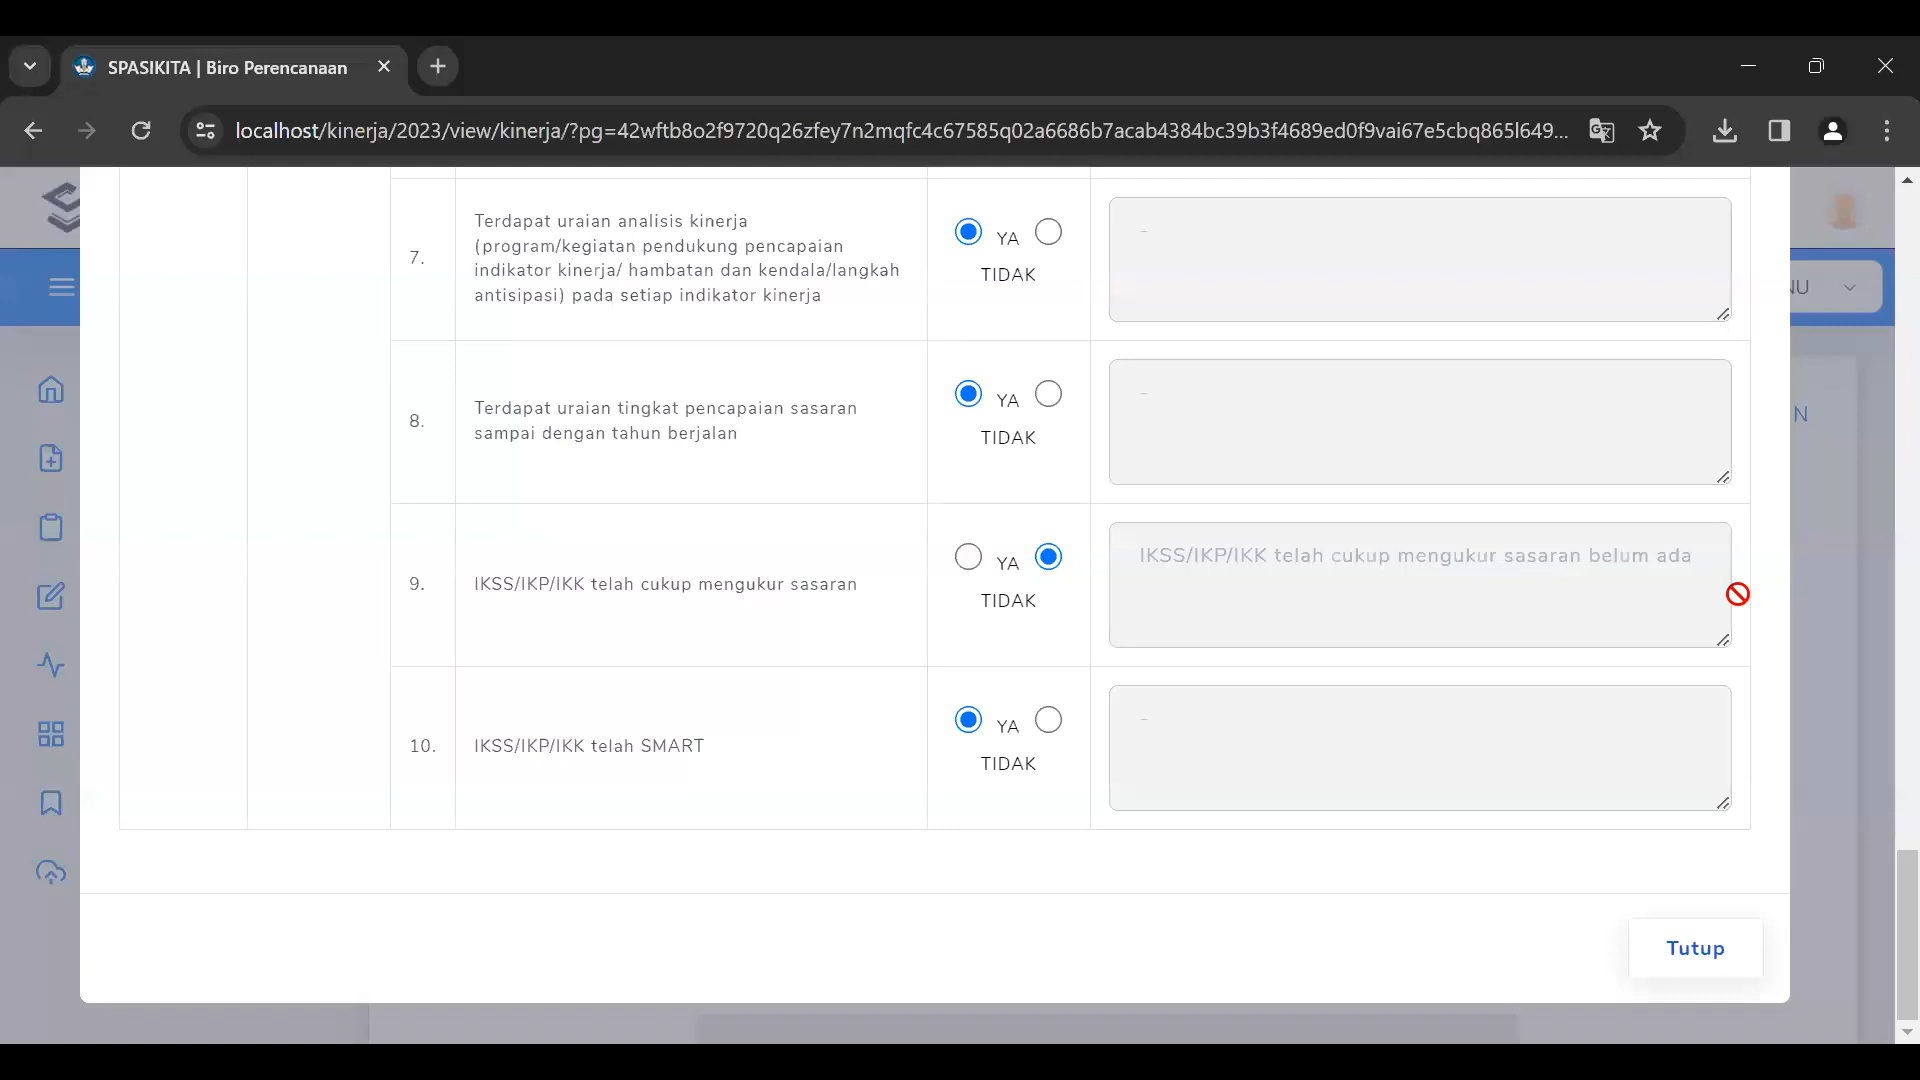 SPASIKITA | Biro Perencanaan
localhost/kinerja/2023/view/kinerja/?pg=42wftb8o2f9720q26zfey7n2mqfc4c67585q02a6686b7acab4384bc39b3f4689ed0f9vai67e5cbq865l649...
7.
Terdapat uraian analisis kinerja
(program/kegiatan pendukung pencapaian
indikator kinerja/ hambatan dan kendala/langkah
antisipasi) pada setiap indikator kinerja
YA
TIDAK
-
NU
8.
Terdapat uraian tingkat pencapaian sasaran
sampai dengan tahun berjalan
YA
TIDAK
-
N
9.
IKSS/IKP/IKK telah cukup mengukur sasaran
YA
TIDAK
IKSS/IKP/IKK telah cukup mengukur sasaran belum ada
10.
IKSS/IKP/IKK telah SMART
YA
TIDAK
-
Tutup